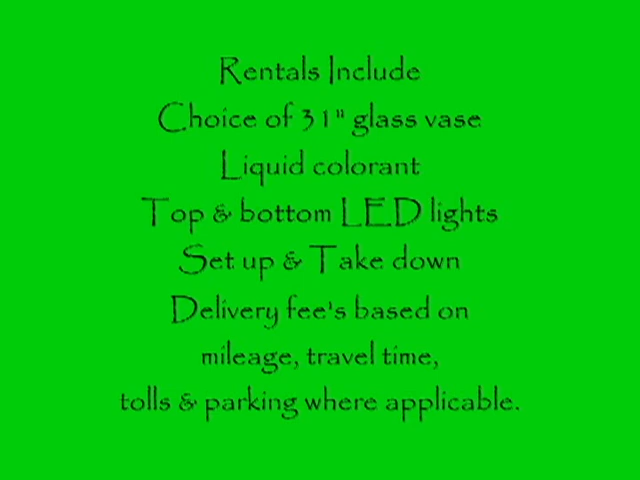 Rentals Include
Choice of 31" glass vase
Liquid colorant
Top & bottom LED lights
Set up & Take down
Delivery fee's based on
mileage, travel time,
tolls & parking where applicable.